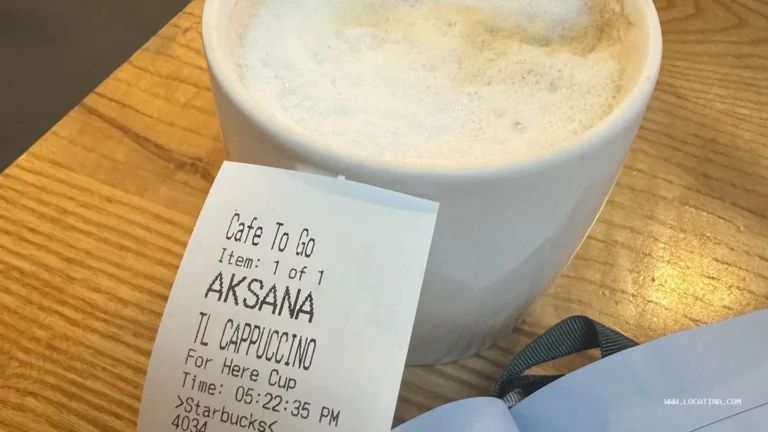 Cafe To Go
Item: 1 of 1
AKSANA
TL CAPPUCCINO
For Here Cup
Time: 05:22:35 PM
>Starbucks<
4034
WWW.LOCATINA.COM